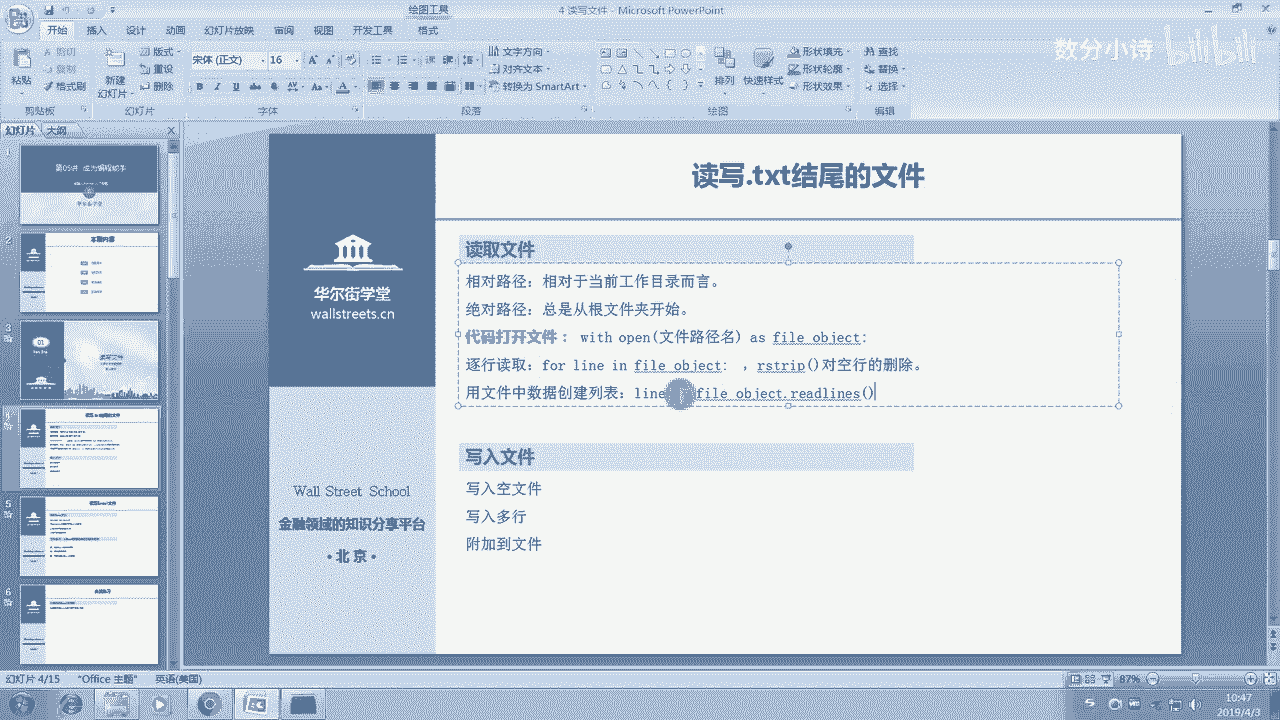 绘图工具
4 读写文件 - Microsoft PowerPoint
开始 插入 设计 动画 幻灯片放映 审阅 视图 开发工具 格式
数分小诗 bilibili
剪切
复制
格式刷
粘贴
新建
幻灯片
版式
重设
删除
宋体 (正文) 16
文字方向
对齐文本
转换为 SmartArt
排列 快速样式
形状填充
形状轮廓
形状效果
查找
替换
选择
剪贴板 幻灯片 字体 段落 绘图 编辑
幻灯片 大纲
读写.txt结尾的文件
华尔街学堂
wallstreets.cn
Wall Street School
金融制造的知识分享平台
·北京·
读取文件
相对路径：相对于当前工作目录而言。
绝对路径：总是从根文件夹开始。
代码打开文件： with open(文件路径名) as file_object:
逐行读取：for line in file_object: ，rstrip()对空行的删除。
用文件中数据创建列表：line file_object.readlines()
写入文件
写入空文件
写入多行
附加到文件
幻灯片 4/15 "Office 主题" 英语(美国)
87%
10:47
2019/4/3